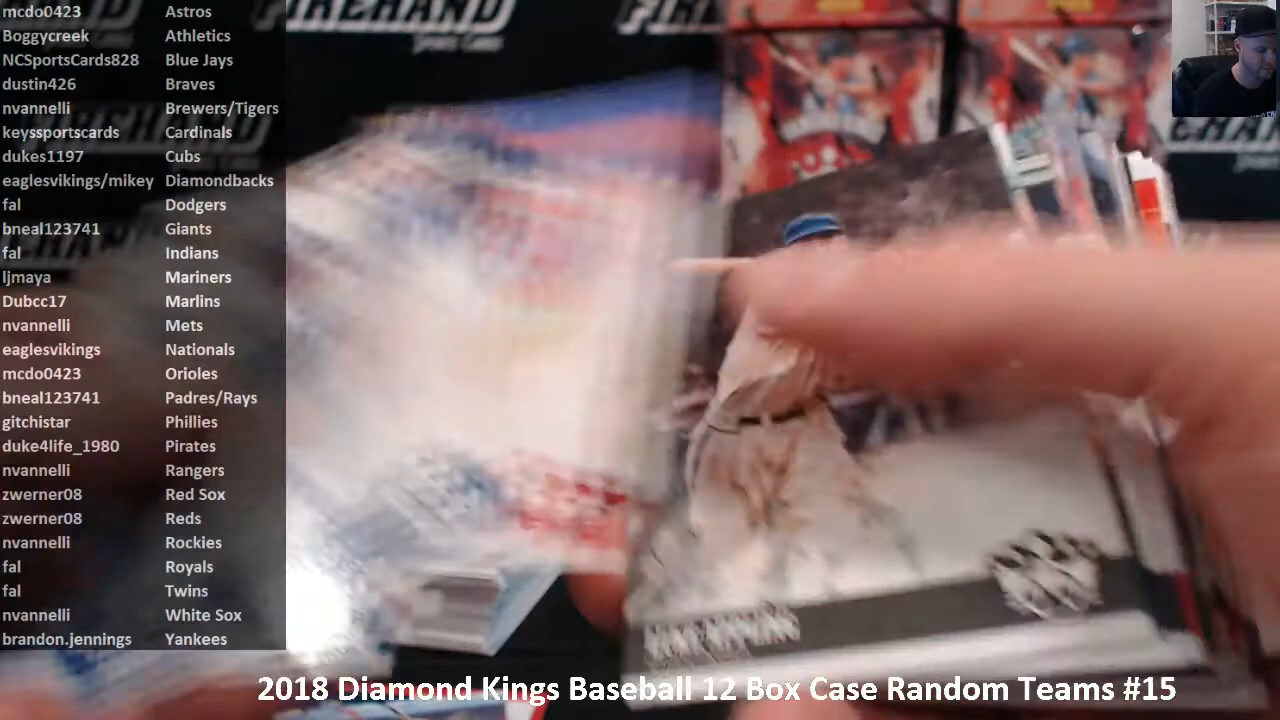 mcdo0423 Astros
Boggycreek Athletics
NCSportsCards828 Blue Jays
dustin426 Braves
nvannelli Brewers/Tigers
keyssportscards Cardinals
dukes1197 Cubs
eaglesvikings/mikey Diamondbacks
fal Dodgers
bneal123741 Giants
fal Indians
ljmaya Mariners
Dubcc17 Marlins
nvannelli Mets
eaglesvikings Nationals
mcdo0423 Orioles
bneal123741 Padres/Rays
gitchistar Phillies
duke4life_1980 Pirates
nvannelli Rangers
zwerner08 Red Sox
zwerner08 Reds
nvannelli Rockies
fal Royals
fal Twins
nvannelli White Sox
brandon.jennings Yankees
2018 Diamond Kings Baseball 12 Box Case Random Teams #15